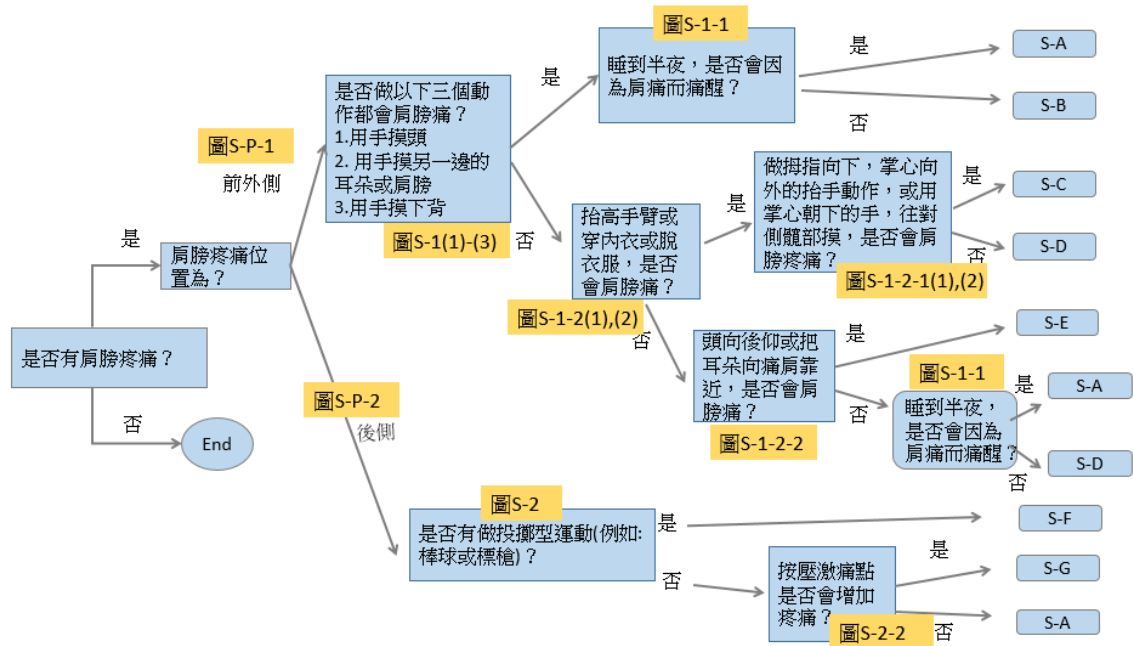 是否有肩膀疼痛？
是
否
End
肩膀疼痛位
置為？
圖S-P-1
前外側
圖S-P-2
後側
是否做以下三個動
作都會肩膀痛？
1.用手摸頭
2. 用手摸另一邊的
耳朵或肩膀
3.用手摸下背
圖S-1(1)-(3)
是
否
圖S-1-1
睡到半夜，是否會因
為肩痛而痛醒？
是
否
S-A
S-B
抬高手臂或
穿內衣或脫
衣服，是否
會肩膀痛？
圖S-1-2(1),(2)
是
否
做拇指向下，掌心向
外的抬手動作，或用
掌心朝下的手，往對
側髖部摸，是否會肩
膀疼痛？
圖S-1-2-1(1),(2)
是
否
S-C
S-D
頭向後仰或把
耳朵向痛肩靠
近，是否會肩
膀痛？
圖S-1-2-2
是
否
S-E
圖S-1-1
睡到半夜，
是否會因為
肩痛而痛醒？
是
否
S-A
S-D
圖S-2
是否有做投擲型運動(例如:
棒球或標槍)？
是
否
S-F
按壓激痛點
是否會增加
疼痛？
圖S-2-2
是
否
S-G
S-A